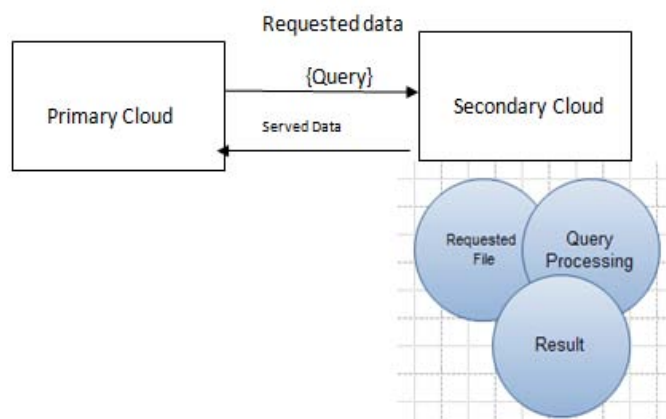 Requested data
{Query}
Primary Cloud
Secondary Cloud
Served Data
Requested
File
Query
Processing
Result